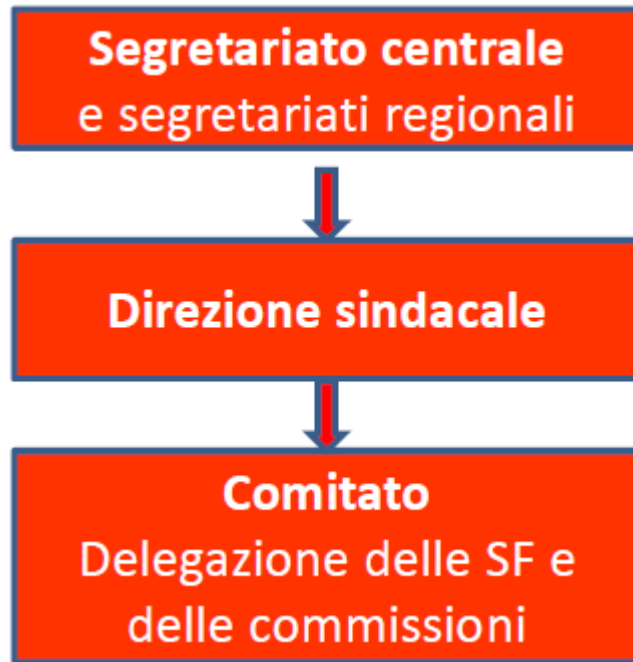 Segretariato centrale
e segretariati regionali
Direzione sindacale
Comitato
Delegazione delle SF e
delle commissioni